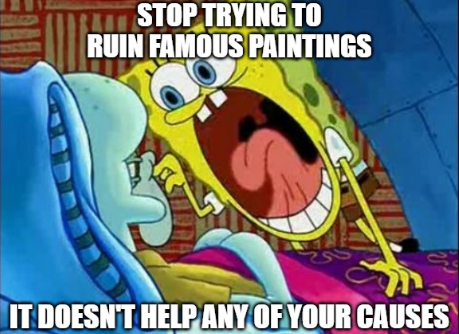 STOP TRYING TO
RUIN FAMOUS PAINTINGS
IT DOESN'T HELP ANY OF YOUR CAUSES